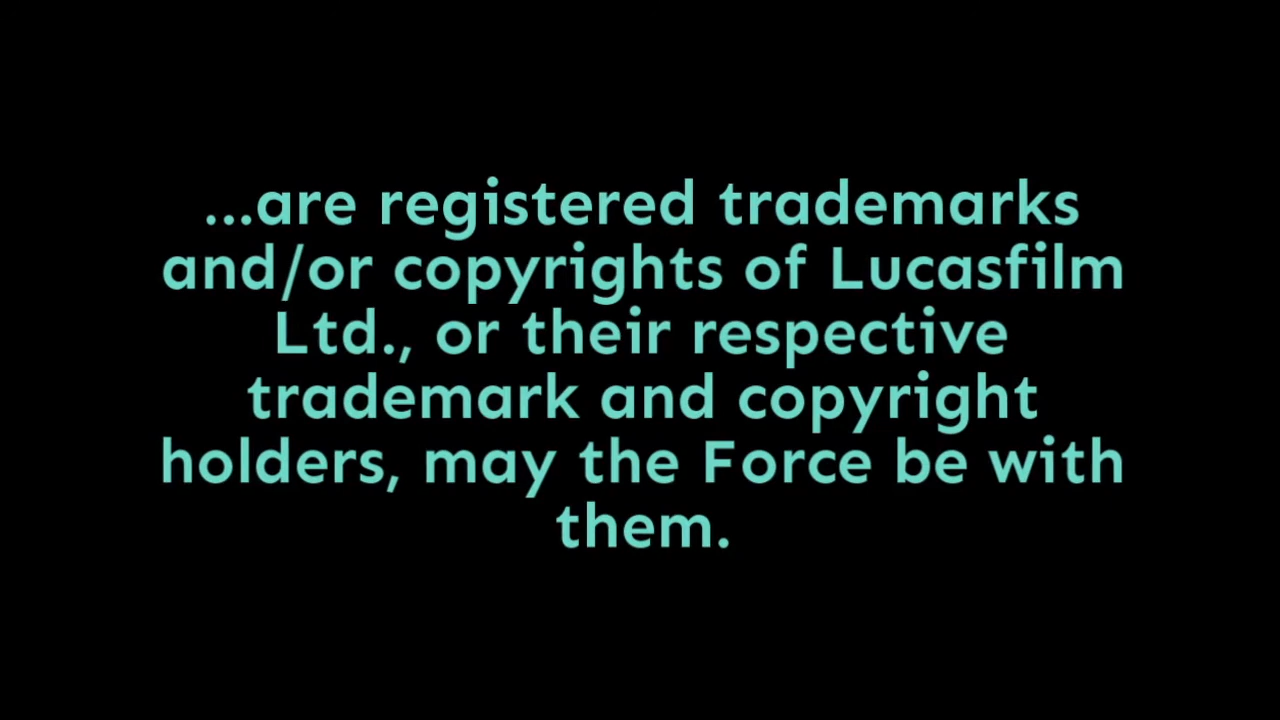 ...are registered trademarks
and/or copyrights of Lucasfilm
Ltd., or their respective
trademark and copyright
holders, may the Force be with
them.